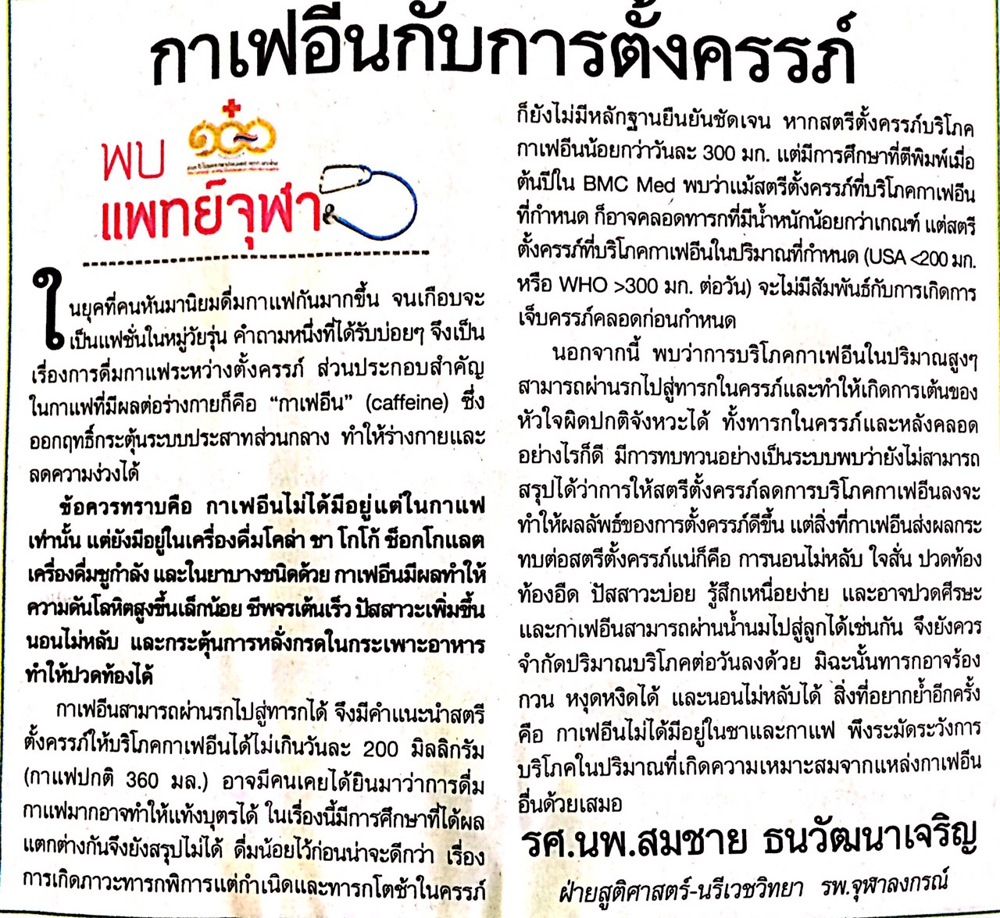 กาเฟอีนกับการตั้งครรภ์
พบ
แพทย์จุฬาฯ
ในยุคที่คนหันมานิยมดื่มกาแฟกันมากขึ้น จนเกือบจะ
เป็นแฟชั่นในหมู่วัยรุ่น คำถามหนึ่งที่ได้รับบ่อยๆ จึงเป็น
เรื่องการดื่มกาแฟระหว่างตั้งครรภ์ ส่วนประกอบสำคัญ
ในกาแฟที่มีผลต่อร่างกายก็คือ “กาเฟอีน” (caffeine) ซึ่ง
ออกฤทธิ์กระตุ้นระบบประสาทส่วนกลาง ทำให้ร่างกายและ
ลดความง่วงได้
ข้อควรทราบคือ กาเฟอีนไม่ได้มีอยู่แต่ในกาแฟ
เท่านั้น แต่ยังมีอยู่ในเครื่องดื่มโคล่า ชา โกโก้ ช็อกโกแลต
เครื่องดื่มชูกำลัง และในยาบางชนิดด้วย กาเฟอีนมีผลทำให้
ความดันโลหิตสูงขึ้นเล็กน้อย ชีพจรเต้นเร็ว ปัสสาวะเพิ่มขึ้น
นอนไม่หลับ และกระตุ้นการหลั่งกรดในกระเพาะอาหาร
ทำให้ปวดท้องได้
กาเฟอีนสามารถผ่านรกไปสู่ทารกได้ จึงมีคำแนะนำสตรี
ตั้งครรภ์ให้บริโภคกาเฟอีนได้ไม่เกินวันละ 200 มิลลิกรัม
(กาแฟปกติ 360 มล.) อาจมีคนเคยได้ยินมาว่าการดื่ม
กาแฟมากอาจทำให้แท้งบุตรได้ ในเรื่องนี้มีการศึกษาที่ได้ผล
แตกต่างกันจึงยังสรุปไม่ได้ ดื่มน้อยไว้ก่อนน่าจะดีกว่า เรื่อง
การเกิดภาวะทารกพิการแต่กำเนิดและทารกโตช้าในครรภ์
ก็ยังไม่มีหลักฐานยืนยันชัดเจน หากสตรีตั้งครรภ์บริโภค
กาเฟอีนน้อยกว่าวันละ 300 มก. แต่มีการศึกษาที่ตีพิมพ์เมื่อ
ต้นปีใน BMC Med พบว่าแม้สตรีตั้งครรภ์ที่บริโภคกาเฟอีน
ที่กำหนด ก็อาจคลอดทารกที่มีน้ำหนักน้อยกว่าเกณฑ์ แต่สตรี
ตั้งครรภ์ที่บริโภคกาเฟอีนในปริมาณที่กำหนด (USA <200 มก.
หรือ WHO >300 มก. ต่อวัน) จะไม่มีสัมพันธ์กับการเกิดการ
เจ็บครรภ์คลอดก่อนกำหนด
นอกจากนี้ พบว่าการบริโภคกาเฟอีนในปริมาณสูงๆ
สามารถผ่านรกไปสู่ทารกในครรภ์และทำให้เกิดการเต้นของ
หัวใจผิดปกติจังหวะได้ ทั้งทารกในครรภ์และหลังคลอด
อย่างไรก็ดี มีการทบทวนอย่างเป็นระบบพบว่ายังไม่สามารถ
สรุปได้ว่าการให้สตรีตั้งครรภ์ลดการบริโภคกาเฟอีนลงจะ
ทำให้ผลลัพธ์ของการตั้งครรภ์ดีขึ้น แต่สิ่งที่กาเฟอีนส่งผลกระ
ทบต่อสตรีตั้งครรภ์แน่ก็คือ การนอนไม่หลับ ใจสั่น ปวดท้อง
ท้องอืด ปัสสาวะบ่อย รู้สึกเหนื่อยง่าย และอาจปวดศีรษะ
และกาเฟอีนสามารถผ่านน้ำนมไปสู่ลูกได้เช่นกัน จึงยังควร
จำกัดปริมาณบริโภคต่อวันลงด้วย มิฉะนั้นทารกอาจร้อง
กวน หงุดหงิดได้ และนอนไม่หลับได้ สิ่งที่อยากย้ำอีกครั้ง
คือ กาเฟอีนไม่ได้มีอยู่ในชาและกาแฟ พึงระมัดระวังการ
บริโภคในปริมาณที่เกิดความเหมาะสมจากแหล่งกาเฟอีน
อื่นด้วยเสมอ
รศ.นพ.สมชาย ธนวัฒนาเจริญ
ฝ่ายสูติศาสตร์-นรีเวชวิทยา รพ.จุฬาลงกรณ์